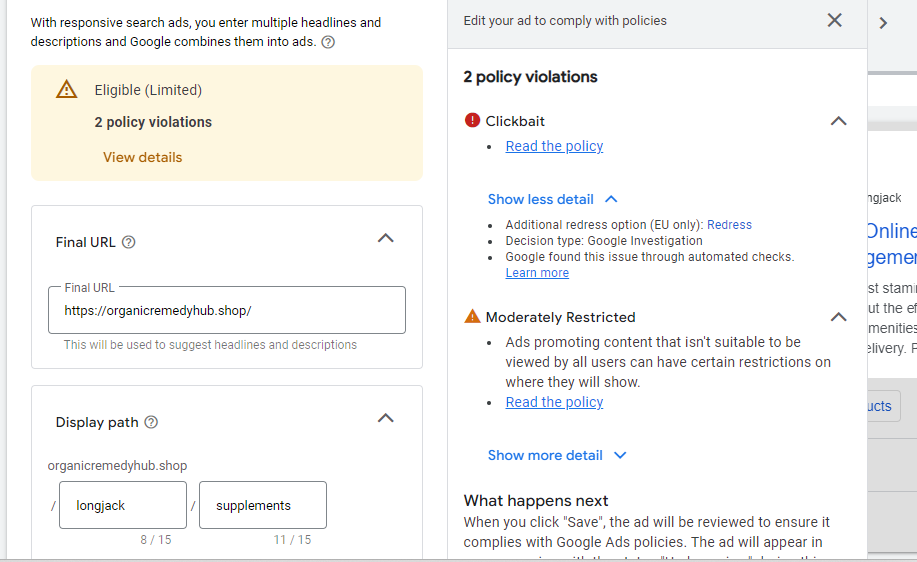 With responsive search ads, you enter multiple headlines and
descriptions and Google combines them into ads.
Eligible (Limited)
2 policy violations
View details
Final URL
Final URL
https://organicremedyhub.shop/
This will be used to suggest headlines and descriptions
Display path
organicremedyhub.shop
/ longjack / supplements
8 / 15 11 / 15
Edit your ad to comply with policies
2 policy violations
Clickbait
• Read the policy
Show less detail
• Additional redress option (EU only): Redress
• Decision type: Google Investigation
• Google found this issue through automated checks.
Learn more
Moderately Restricted
• Ads promoting content that isn't suitable to be
viewed by all users can have certain restrictions on
where they will show.
• Read the policy
Show more detail
What happens next
When you click "Save", the ad will be reviewed to ensure it
complies with Google Ads policies. The ad will appear in
ngjack
Online
gemer
st stami
ut the ef
menities
elivery. F
ucts